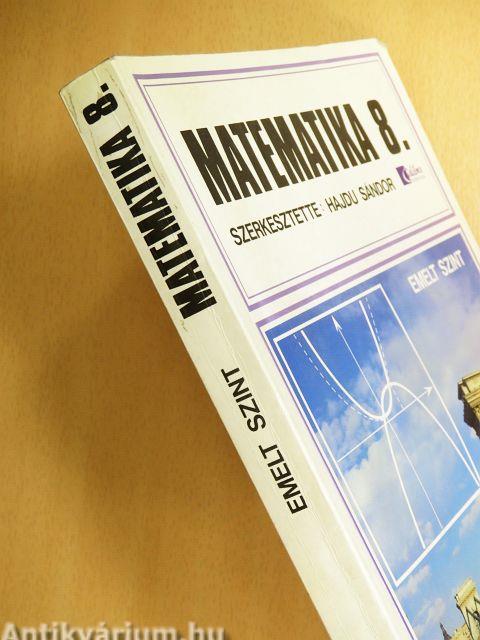 MATEMATIKA 8.
SZERKESZTETTE: HAJDU SÁNDOR
EMELT SZINT
MATEMATIKA 8.
EMELT SZINT
Antikvárium.hu